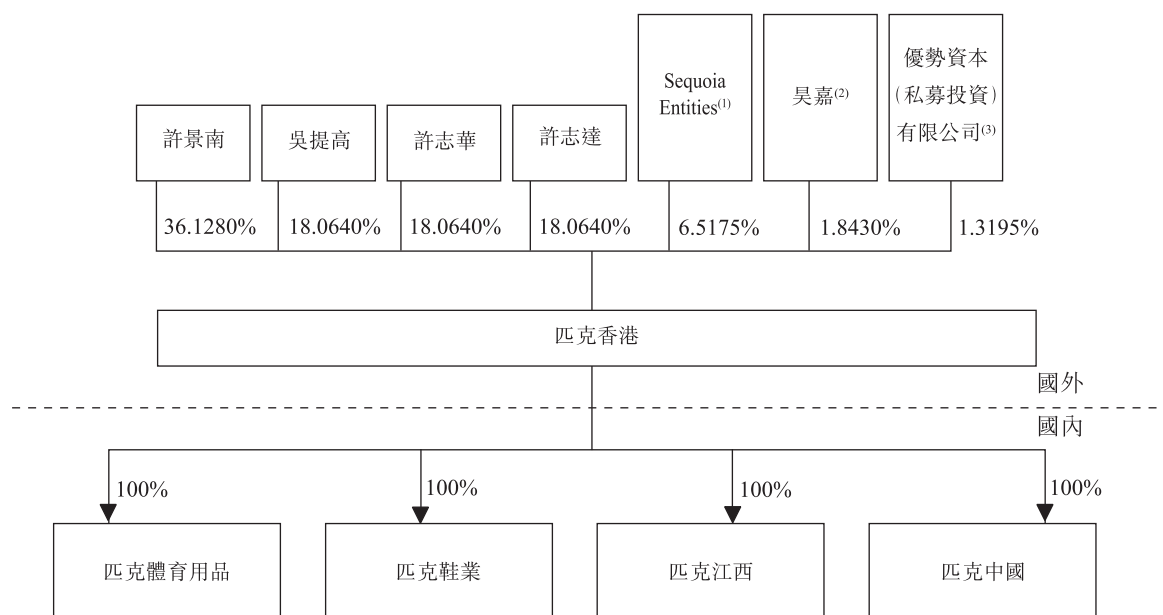 許景南
吳提高
許志華
許志達
Sequoia
Entities(1)
昊嘉(2)
優勢資本
(私募投資)
有限公司(3)
36.1280%
18.0640%
18.0640%
18.0640%
6.5175%
1.8430%
1.3195%
匹克香港
國外
國內
100%
100%
100%
100%
匹克體育用品
匹克鞋業
匹克江西
匹克中國